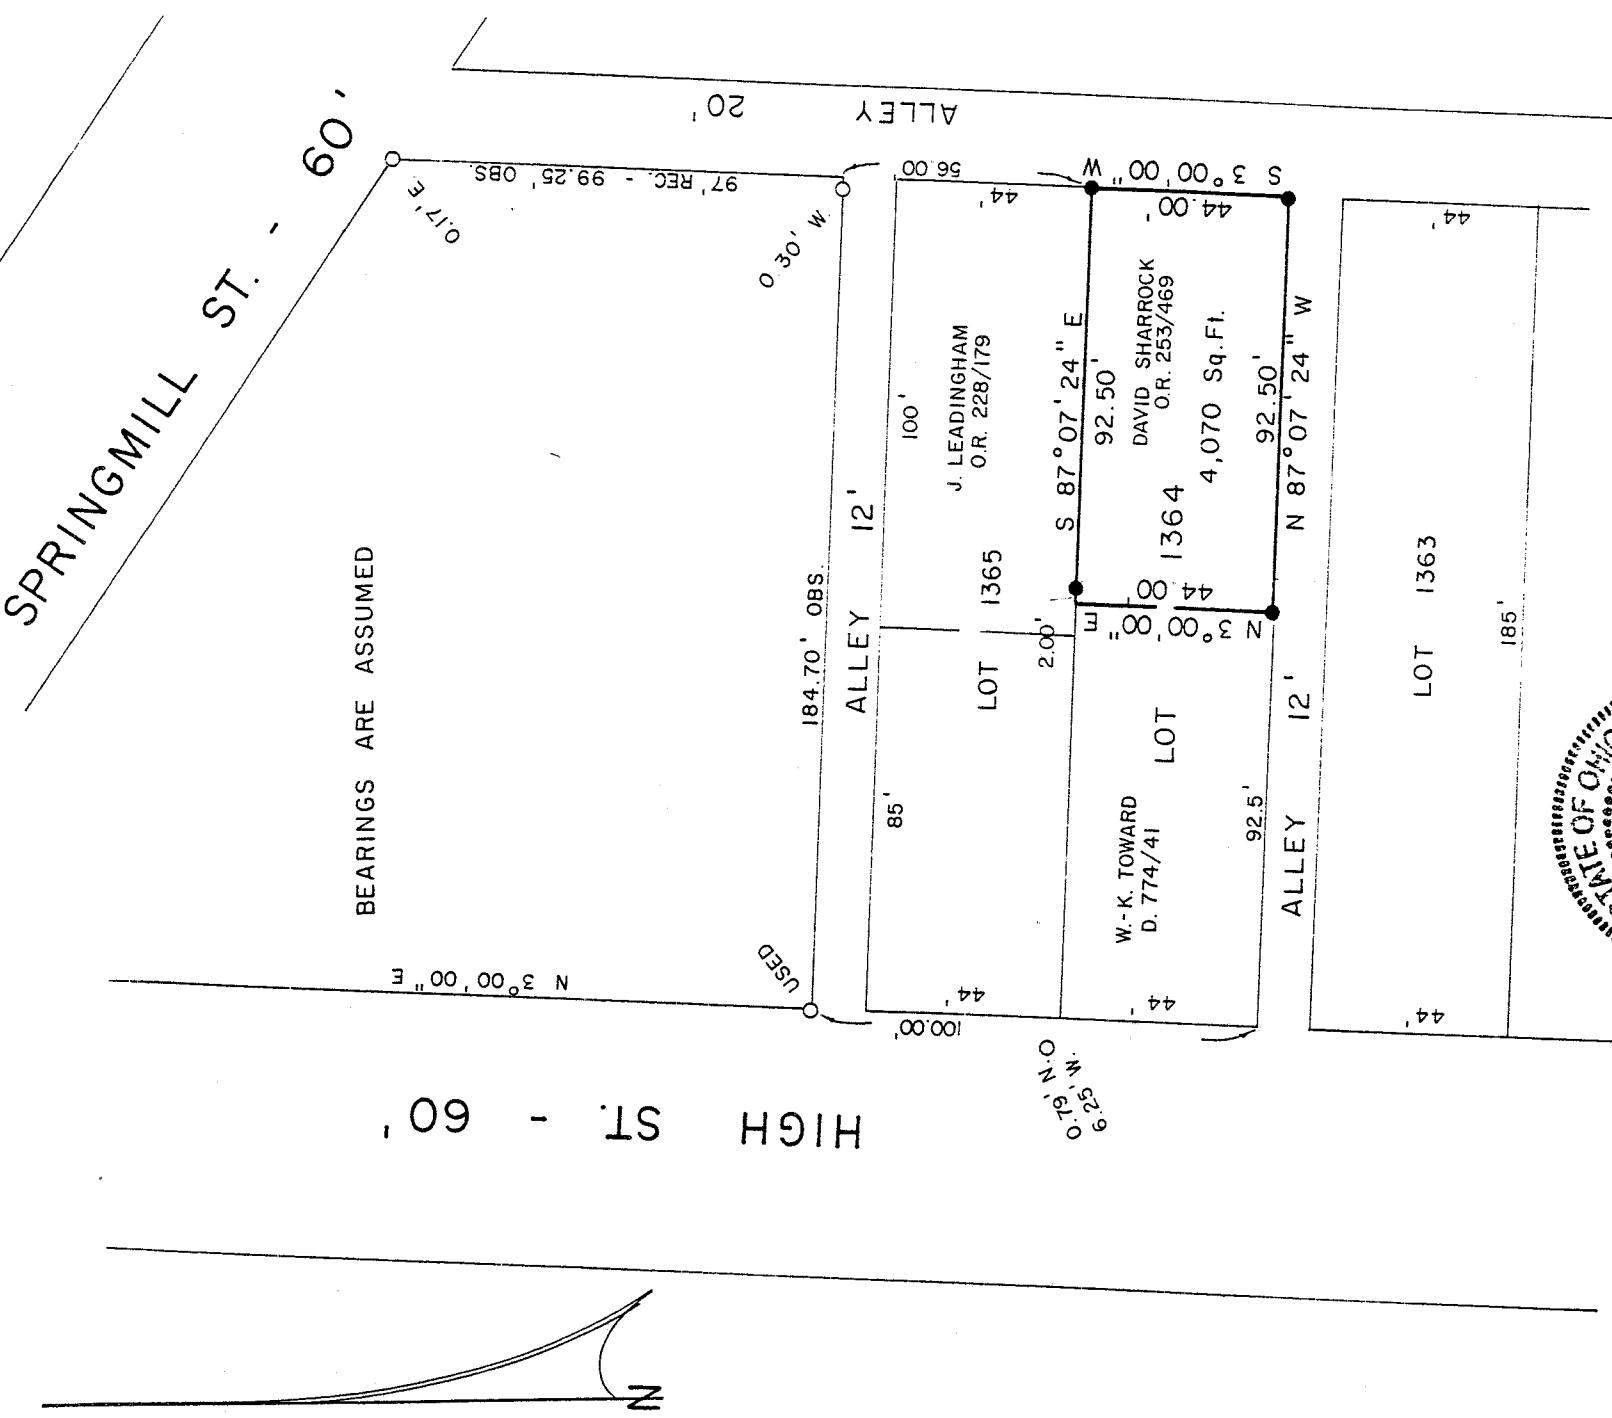 SPRINGMILL ST. - 60'
ALLEY 20'
97' REC. - 99.25' OBS.
0.17' E.
0.30' W.
56.00
44'
S 3°00'00" W
44.00'
44'
BEARINGS ARE ASSUMED
184.70' OBS.
ALLEY 12'
100'
85'
J. LEADINGHAM
O.R. 228/179
LOT 1365
2.00'
S 87°07'24" E
92.50'
DAVID SHARROCK
O.R. 253/469
4,070 Sq.Ft.
LOT 1364
92.50'
N 87°07'24" W
44.00'
N 3°00'00" E
W.-K. TOWARD
D. 774/41
92.5'
ALLEY 12'
LOT 1363
185'
STATE OF OHIO
USED
N 3°00'00" E
44'
44'
44'
100.00'
0.79' N.O
6.25' W.
HIGH ST. - 60'
N